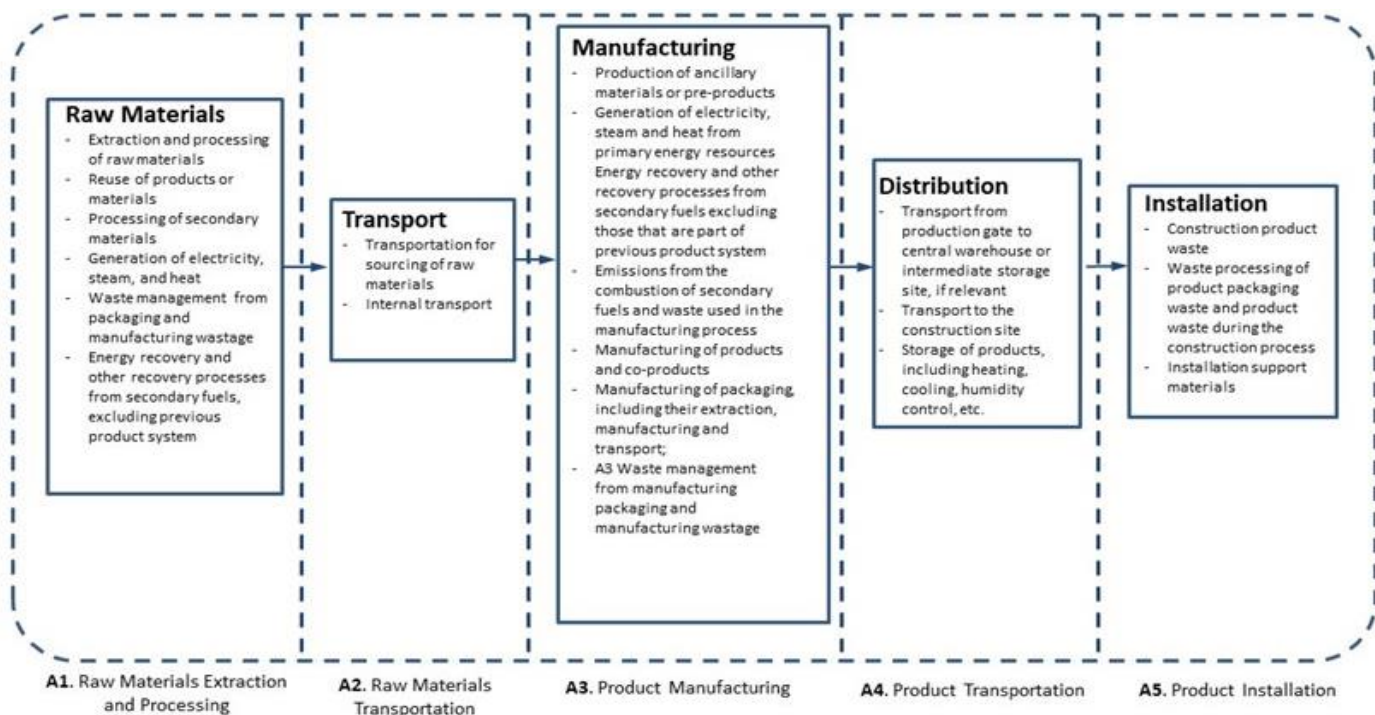 Raw Materials
- Extraction and processing
of raw materials
- Reuse of products or
materials
- Processing of secondary
materials
- Generation of electricity,
steam, and heat
- Waste management from
packaging and
manufacturing wastage
- Energy recovery and
other recovery processes
from secondary fuels,
excluding previous
product system
Transport
- Transportation for
sourcing of raw
materials
- Internal transport
Manufacturing
- Production of ancillary
materials or pre-products
- Generation of electricity,
steam and heat from
primary energy resources
Energy recovery and other
recovery processes from
secondary fuels excluding
those that are part of
previous product system
- Emissions from the
combustion of secondary
fuels and waste used in the
manufacturing process
- Manufacturing of products
and co-products
- Manufacturing of packaging,
including their extraction,
manufacturing and
transport;
- A3 Waste management
from manufacturing
packaging and
manufacturing wastage
Distribution
- Transport from
production gate to
central warehouse or
intermediate storage
site, if relevant
- Transport to the
construction site
- Storage of products,
including heating,
cooling, humidity
control, etc.
Installation
- Construction product
waste
- Waste processing of
product packaging
waste and product
waste during the
construction process
- Installation support
materials
A1. Raw Materials Extraction
and Processing
A2. Raw Materials
Transportation
A3. Product Manufacturing
A4. Product Transportation
A5. Product Installation